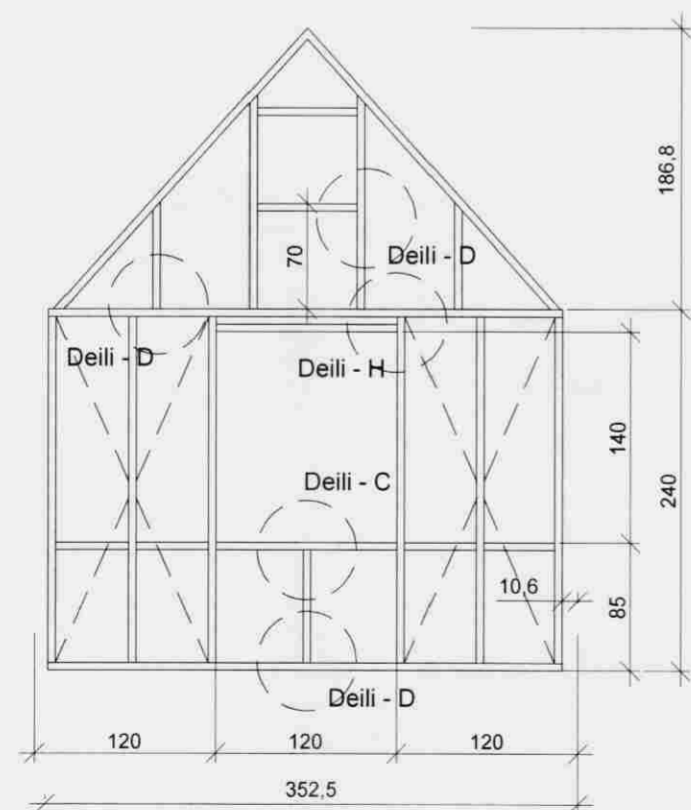 186,8
70
Deili - D
Deili - D
Deili - H
140
Deili - C
240
10,6
85
Deili - D
120
120
120
352,5